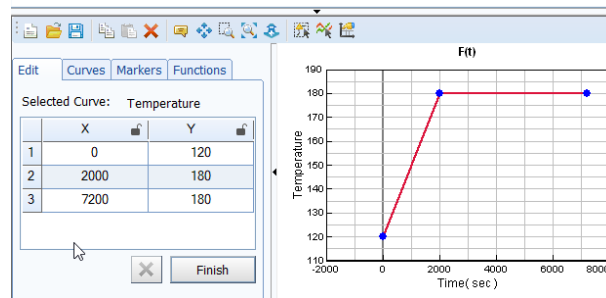 Edit Curves Markers Functions
Selected Curve: Temperature
X Y
1 0 120
2 2000 180
3 7200 180
Finish
F(t)
190
180
170
160
150
140
130
120
110
Temperature
-2000 0 2000 4000 6000 8000
Time( sec )